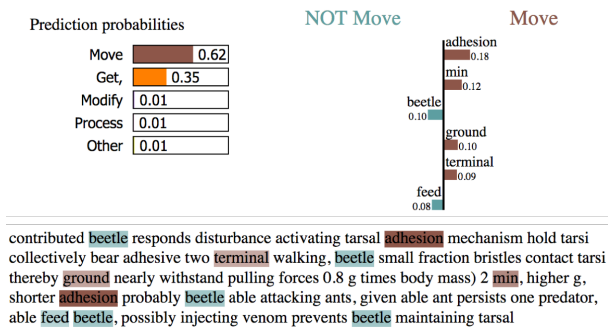 Prediction probabilities
Move 0.62
Get, 0.35
Modify 0.01
Process 0.01
Other 0.01
NOT Move Move
adhesion
0.18
min
0.12
beetle
0.10
ground
0.10
terminal
0.09
feed
0.08
contributed beetle responds disturbance activating tarsal adhesion mechanism hold tarsi
collectively bear adhesive two terminal walking, beetle small fraction bristles contact tarsi
thereby ground nearly withstand pulling forces 0.8 g times body mass) 2 min, higher g,
shorter adhesion probably beetle able attacking ants, given able ant persists one predator,
able feed beetle, possibly injecting venom prevents beetle maintaining tarsal